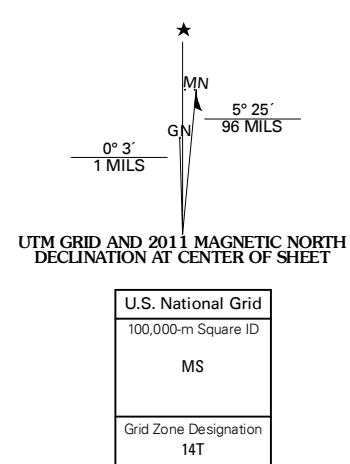 MN
5° 25´
96 MILS
GN
0° 3´
1 MILS
UTM GRID AND 2011 MAGNETIC NORTH
DECLINATION AT CENTER OF SHEET
U.S. National Grid
100,000-m Square ID
MS
Grid Zone Designation
14T